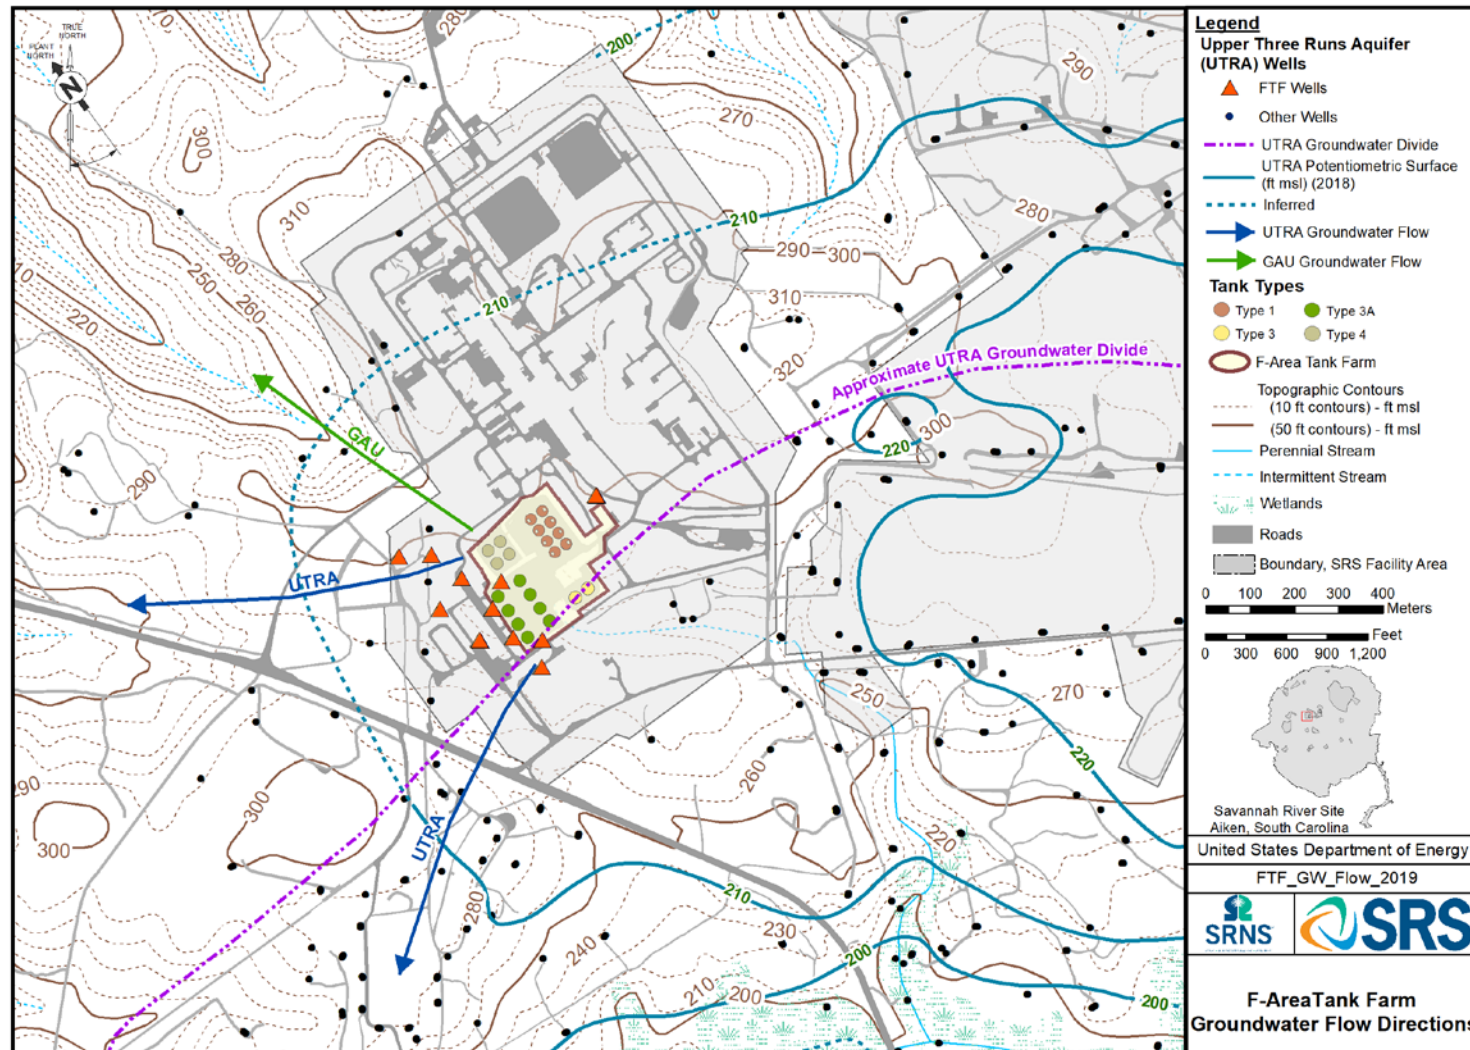 TRUE
NORTH
PLANT
NORTH
N
280
200
290
270
300
310
280
210
280
290
300
250
260
10
220
210
310
320
Approximate UTRA Groundwater Divide
GAU
300
220
290
UTRA
250
270
220
260
290
300
300
220
UTRA
280
210
230
240
200
210
200
200
Legend
Upper Three Runs Aquifer
(UTRA) Wells
FTF Wells
Other Wells
UTRA Groundwater Divide
UTRA Potentiometric Surface
(ft msl) (2018)
Inferred
UTRA Groundwater Flow
GAU Groundwater Flow
Tank Types
Type 1
Type 3A
Type 3
Type 4
F-Area Tank Farm
Topographic Contours
(10 ft contours) - ft msl
(50 ft contours) - ft msl
Perennial Stream
Intermittent Stream
Wetlands
Roads
Boundary, SRS Facility Area
0 100 200 300 400
Meters
Feet
0 300 600 900 1,200
Savannah River Site
Aiken, South Carolina
United States Department of Energy
FTF_GW_Flow_2019
SRNS
SRS
F-AreaTank Farm
Groundwater Flow Directions